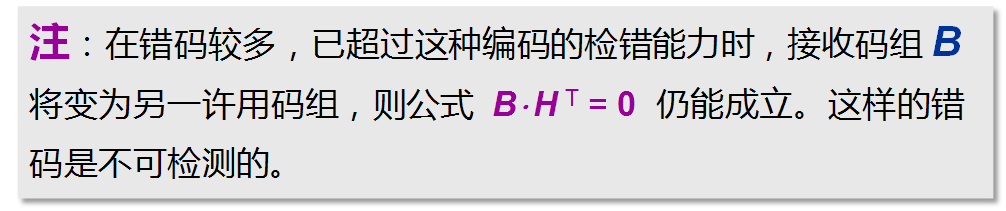 注：在错码较多，已超过这种编码的检错能力时，接收码组 B
将变为另一许用码组，则公式 B·Hᵀ = 0 仍能成立。这样的错
码是不可检测的。